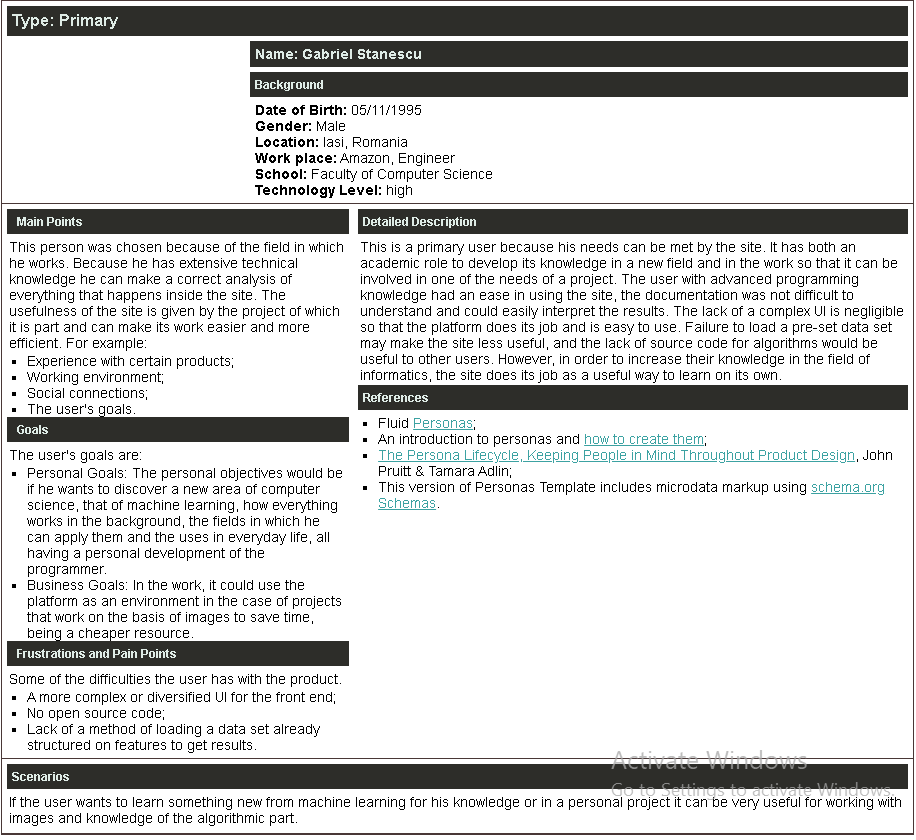 Type: Primary
Name: Gabriel Stanescu
Background
Date of Birth: 05/11/1995
Gender: Male
Location: Iasi, Romania
Work place: Amazon, Engineer
School: Faculty of Computer Science
Technology Level: high
Main Points
This person was chosen because of the field in which
he works. Because he has extensive technical
knowledge he can make a correct analysis of
everything that happens inside the site. The
usefulness of the site is given by the project of which
it is part and can make its work easier and more
efficient. For example:
Experience with certain products;
Working environment;
Social connections;
The user's goals.
Goals
The user's goals are:
Personal Goals: The personal objectives would be
if he wants to discover a new area of computer
science, that of machine learning, how everything
works in the background, the fields in which he
can apply them and the uses in everyday life, all
having a personal development of the
programmer.
Business Goals: In the work, it could use the
platform as an environment in the case of projects
that work on the basis of images to save time,
being a cheaper resource.
Frustrations and Pain Points
Some of the difficulties the user has with the product.
A more complex or diversified UI for the front end;
No open source code;
Lack of a method of loading a data set already
structured on features to get results.
Detailed Description
This is a primary user because his needs can be met by the site. It has both an
academic role to develop its knowledge in a new field and in the work so that it can be
involved in one of the needs of a project. The user with advanced programming
knowledge had an ease in using the site, the documentation was not difficult to
understand and could easily interpret the results. The lack of a complex UI is negligible
so that the platform does its job and is easy to use. Failure to load a pre-set data set
may make the site less useful, and the lack of source code for algorithms would be
useful to other users. However, in order to increase their knowledge in the field of
informatics, the site does its job as a useful way to learn on its own.
References
Fluid Personas;
An introduction to personas and how to create them;
The Persona Lifecycle, Keeping People in Mind Throughout Product Design, John
Pruitt & Tamara Adlin;
This version of Personas Template includes microdata markup using schema.org
Schemas.
Scenarios
If the user wants to learn something new from machine learning for his knowledge or in a personal project it can be very useful for working with
images and knowledge of the algorithmic part.
Activate Windows
Go to Settings to activate Windows.